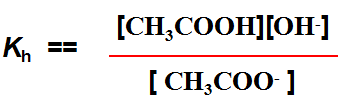 [CH₃COOH][OH-]
Kh ==
[ CH₃COO⁻ ]